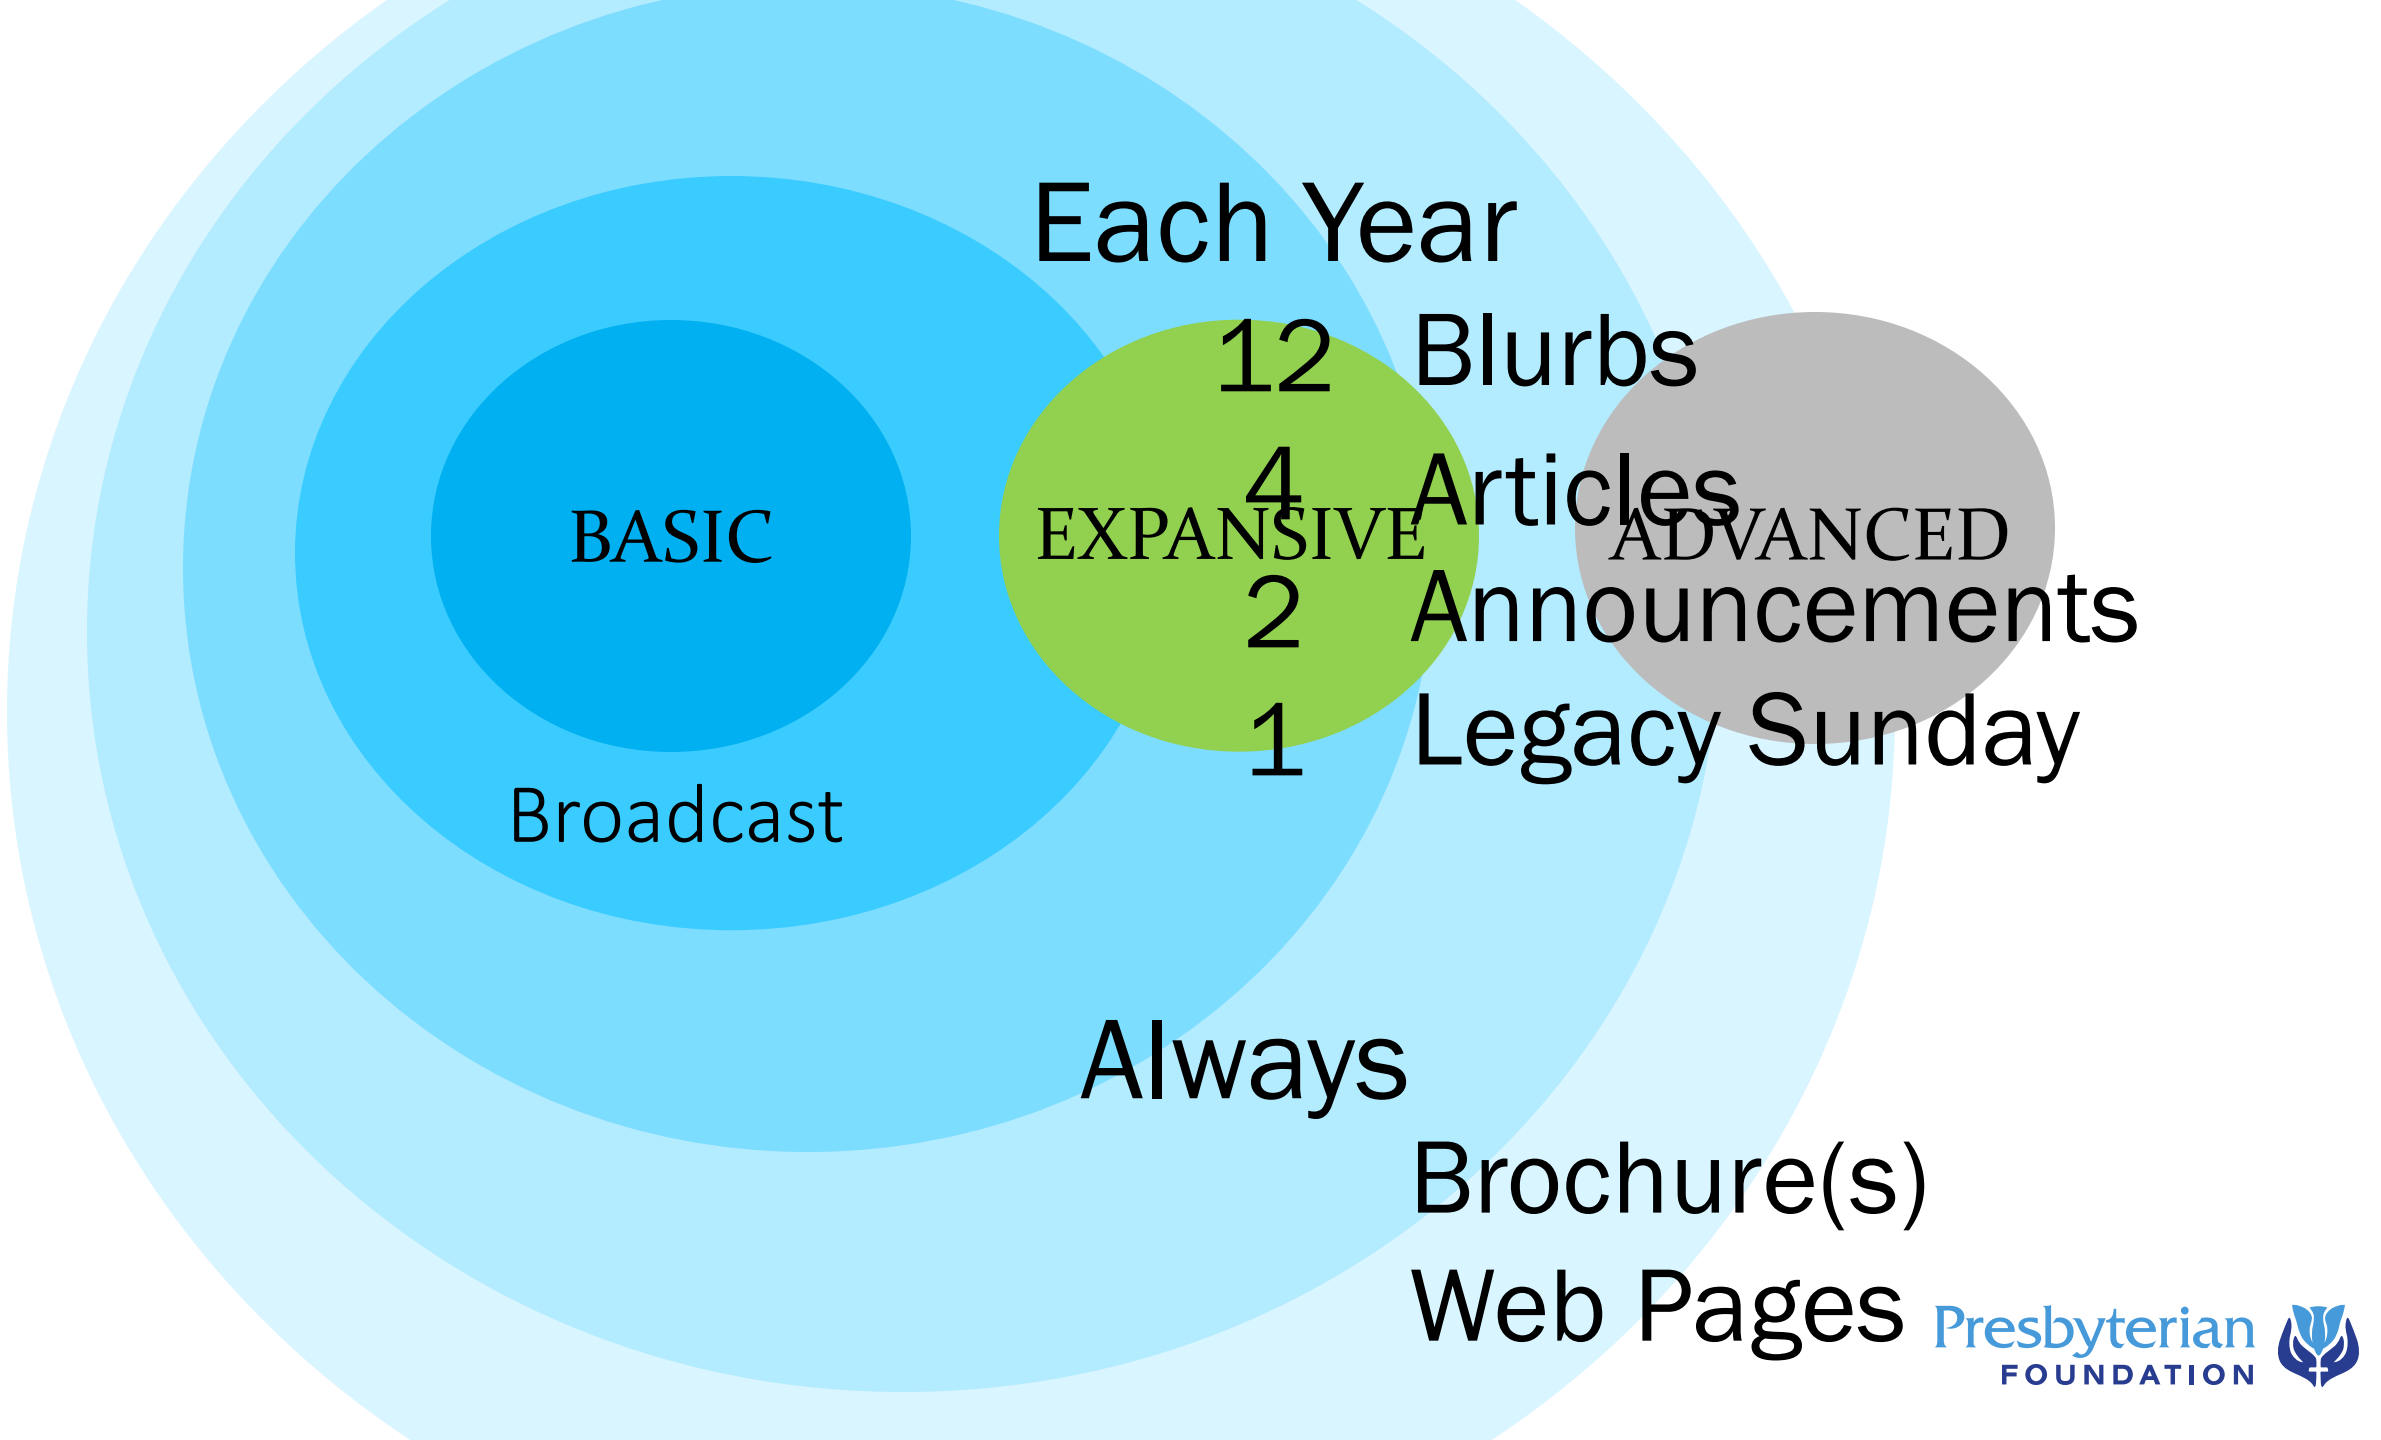 Each Year
12 Blurbs
4 Articles
BASIC
EXPANSIVE
ADVANCED
2 Announcements
1 Legacy Sunday
Broadcast
Always
Brochure(s)
Web Pages
Presbyterian
FOUNDATION